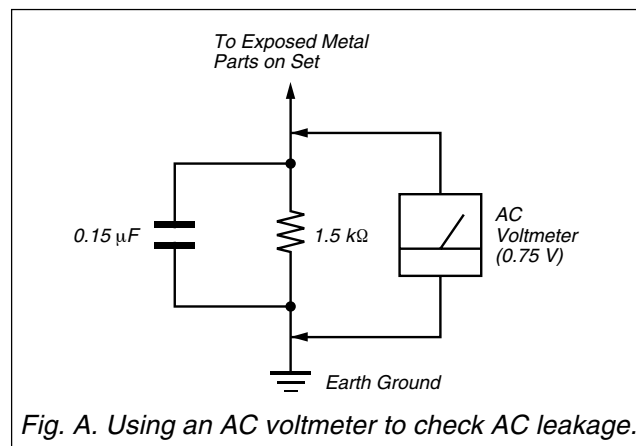 To Exposed Metal
Parts on Set
0.15 μF
1.5 kΩ
AC
Voltmeter
(0.75 V)
Earth Ground
Fig. A. Using an AC voltmeter to check AC leakage.